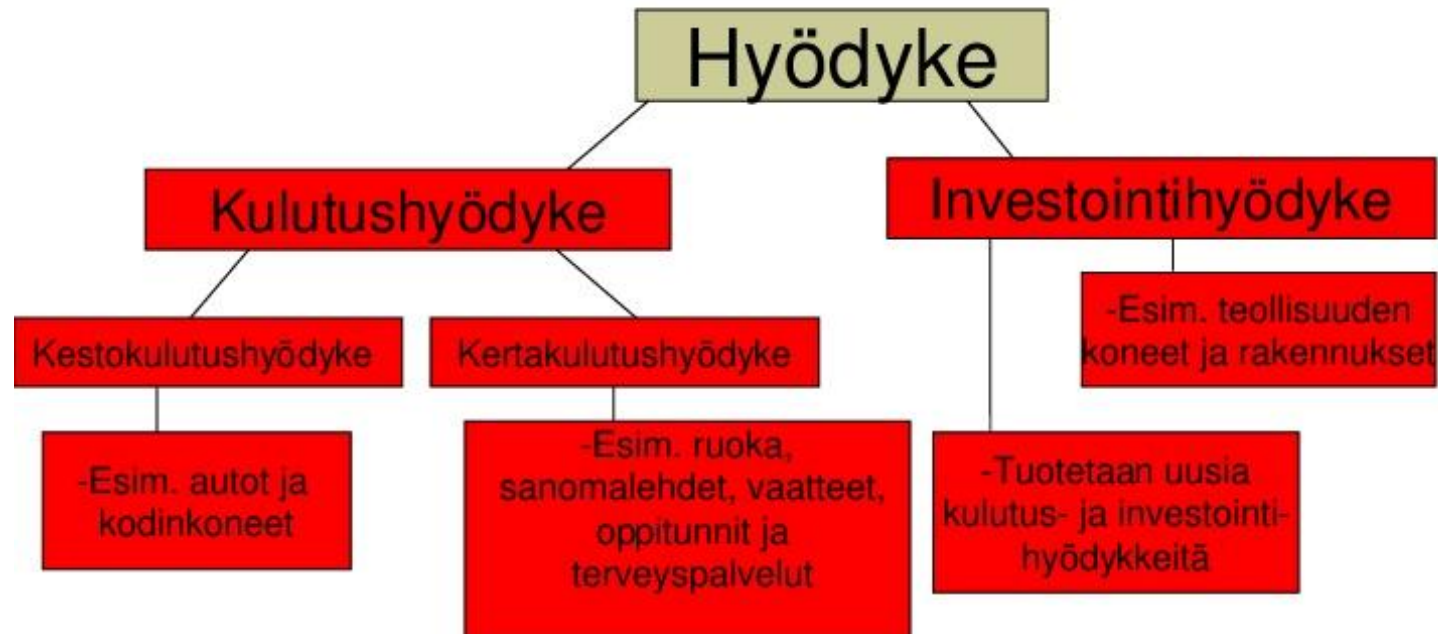 Hyödyke
Kulutushyödyke
Investointihyödyke
Kestokulutushyödyke
Kertakulutushyödyke
-Esim. teollisuuden
koneet ja rakennukset
-Esim. autot ja
kodinkoneet
-Esim. ruoka,
sanomalehdet, vaatteet,
oppitunnit ja
terveyspalvelut
-Tuotetaan uusia
kulutus- ja investointi-
hyödykkeitä